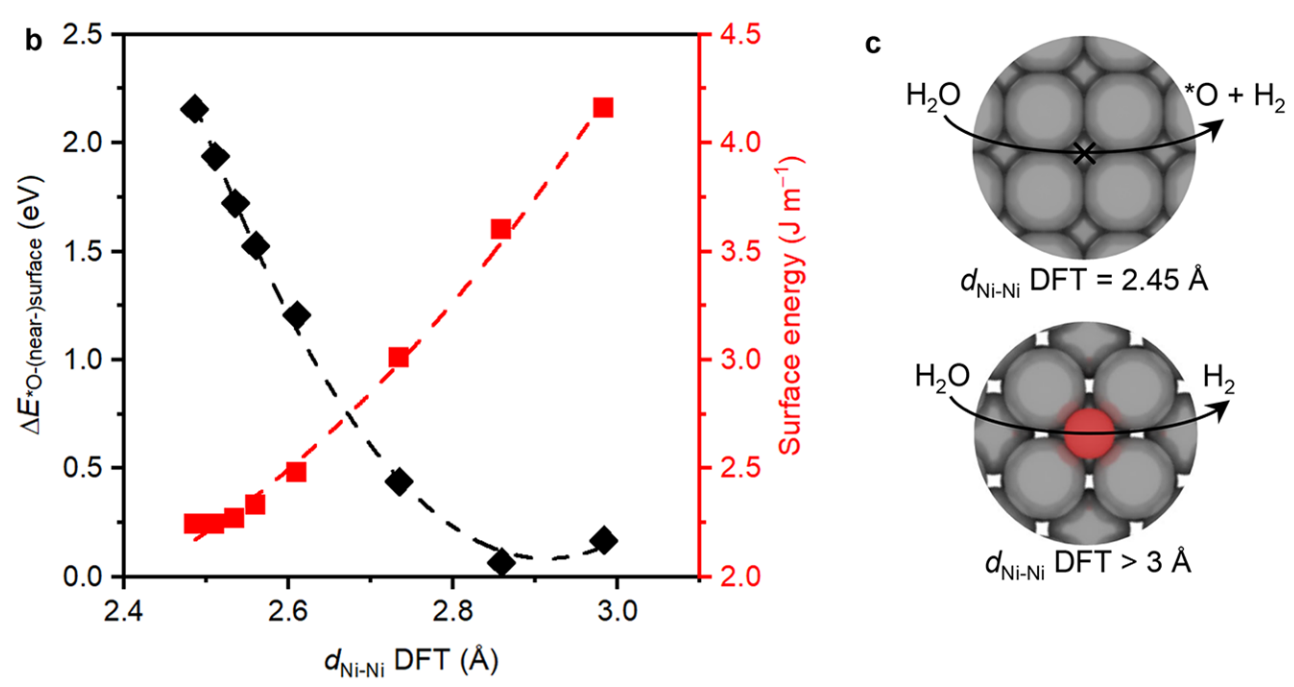 b
2.5
2.0
1.5
1.0
0.5
0.0
ΔE*O-(near-)surface (eV)
4.5
4.0
3.5
3.0
2.5
2.0
Surface energy (J m⁻¹)
2.4 2.6 2.8 3.0
dNi-Ni DFT (Å)
c
H₂O
*O + H₂
dNi-Ni DFT = 2.45 Å
H₂O
H₂
dNi-Ni DFT > 3 Å